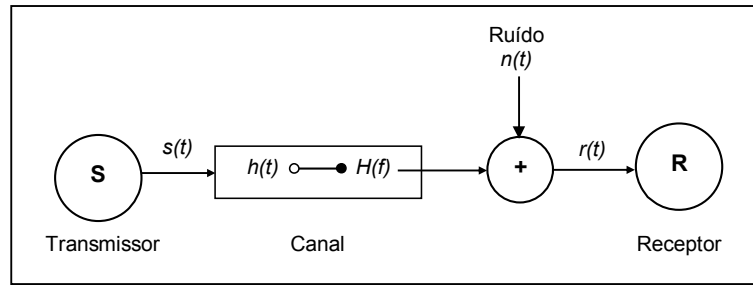 Ruído
n(t)
s(t)
r(t)
S
h(t)
H(f)
+
R
Transmissor
Canal
Receptor